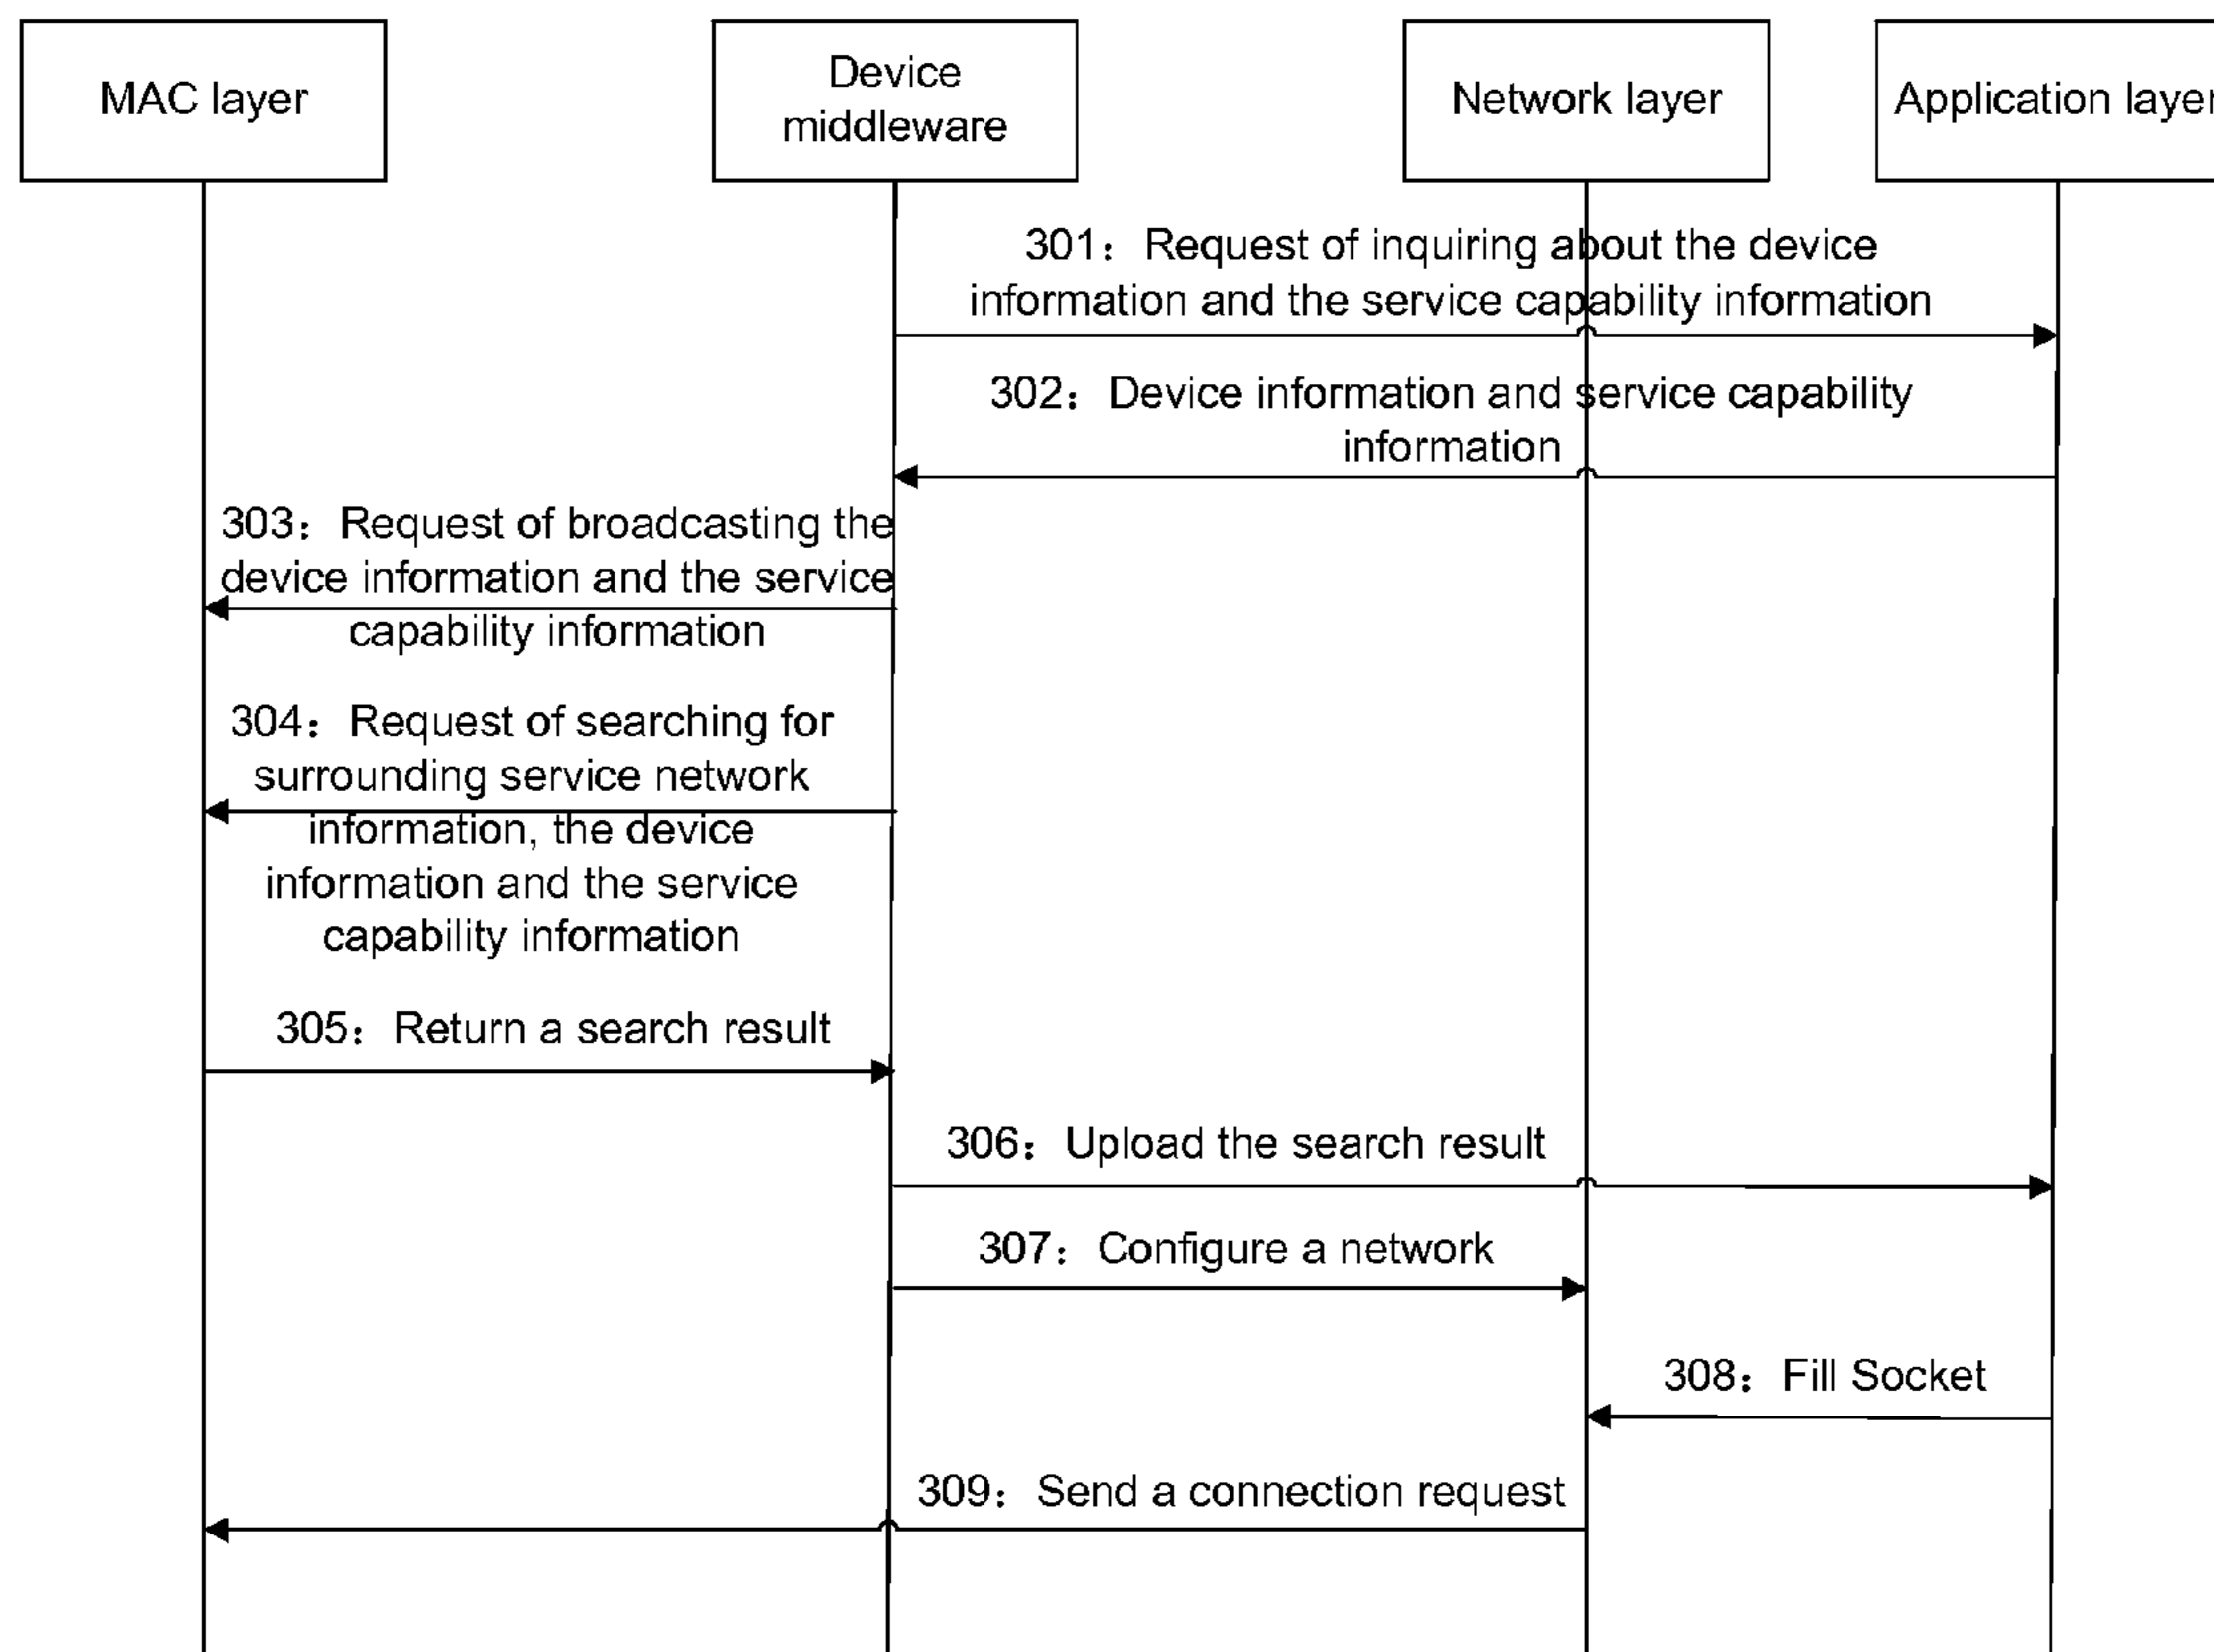 MAC layer
Device
middleware
Network layer
Application layer
301： Request of inquiring about the device
information and the service capability information
302： Device information and service capability
information
303： Request of broadcasting the
device information and the service
capability information
304： Request of searching for
surrounding service network
information, the device
information and the service
capability information
305： Return a search result
306： Upload the search result
307： Configure a network
308： Fill Socket
309： Send a connection request